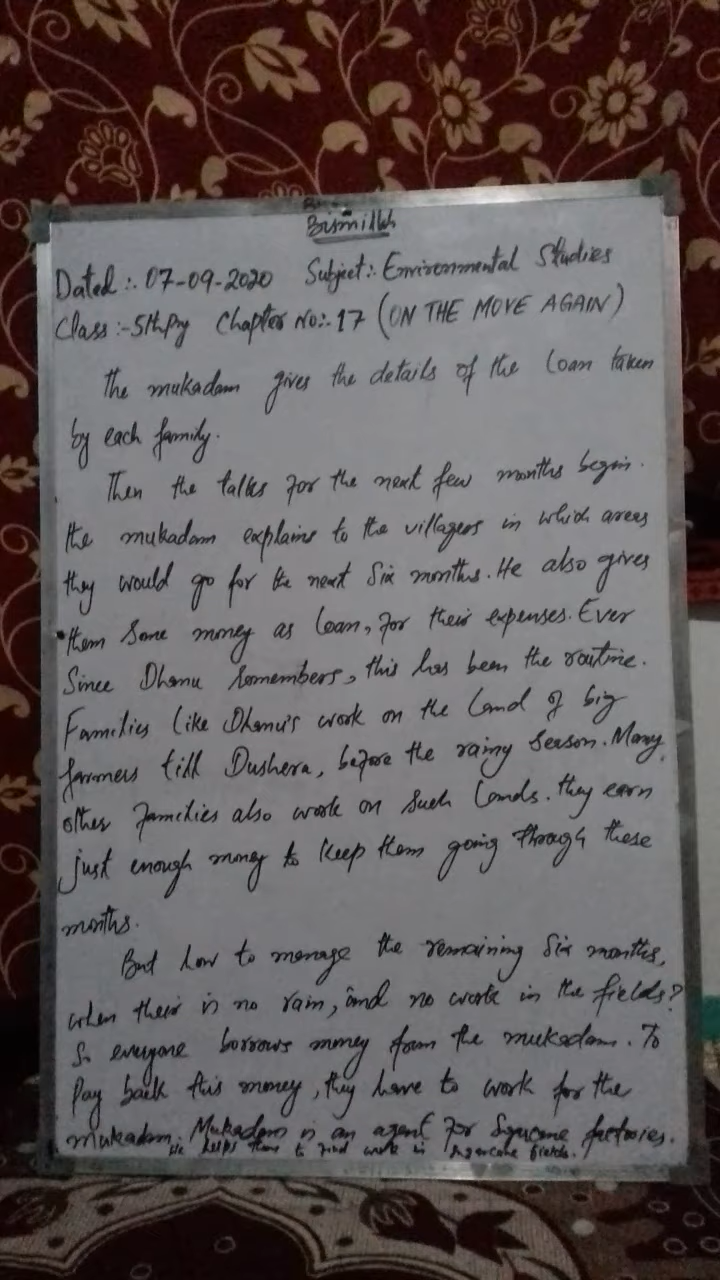 Bismillah
Dated:. 07-09-2020 Subject:. Environmental Studies
Class:-5th Pry Chapter No:-17 (ON THE MOVE AGAIN)
The mukadam gives the details of the loan taken
by each family.
Then the talks for the next few months begin.
the mukadam explains to the villagers in which areas
they would go for the next Six months. He also gives
them Some money as loan, for their expenses. Ever
Since Dhanu remembers, this has been the routine.
Families like Dhanu's work on the land of big
farmers till Dushera, before the rainy Season. Many
other families also work on Such lands. they earn
just enough money to keep them going through these
months.
But how to manage the remaining Six months,
when their is no rain, and no work in the fields?
So everyone borrows money from the mukadam. To
Pay back this money, they have to work for the
mukadam. Mukadam is an agent for factories.
He helps them to find work in fields.